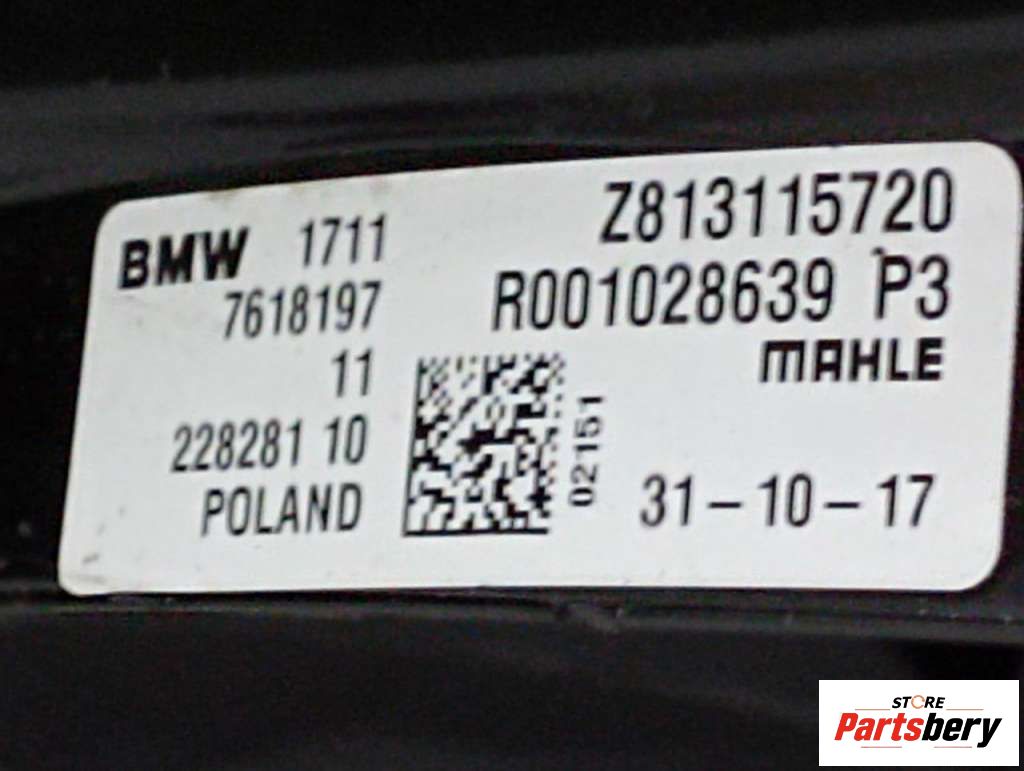 BMW 1711
7618197
11
228281 10
POLAND
Z813115720
R001028639 P3
MAHLE
02151
31-10-17
STORE
Partsbery